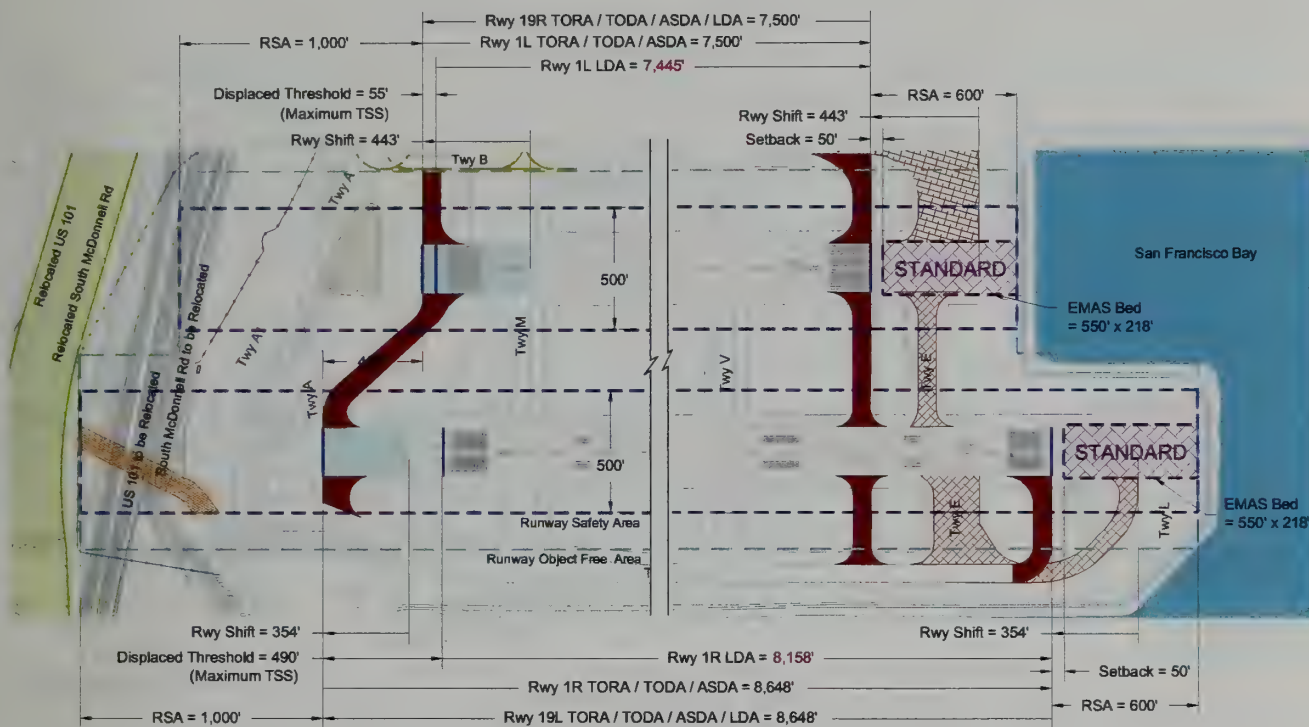 Rwy 19R TORA / TODA / ASDA / LDA = 7,500'
RSA = 1,000'
Rwy 1L TORA / TODA / ASDA = 7,500'
Rwy 1L LDA = 7,445'
Displaced Threshold = 55'
(Maximum TSS)
RSA = 600'
Rwy Shift = 443'
Rwy Shift = 443'
Setback = 50'
Twy B
Twy A
Relocated US 101
Relocated South McDonnell Rd
US 101 to be Relocated
South McDonnell Rd to be Relocated
500'
STANDARD
San Francisco Bay
EMAS Bed
= 550' x 218'
Twy A
Twy M
Twy V
Twy E
Twy A
500'
STANDARD
EMAS Bed
= 550' x 218'
Twy E
Twy L
Runway Safety Area
Runway Object Free Area
Rwy Shift = 354'
Rwy Shift = 354'
Displaced Threshold = 490'
(Maximum TSS)
Rwy 1R LDA = 8,158'
Setback = 50'
Rwy 1R TORA / TODA / ASDA = 8,648'
RSA = 1,000'
Rwy 19L TORA / TODA / ASDA / LDA = 8,648'
RSA = 600'